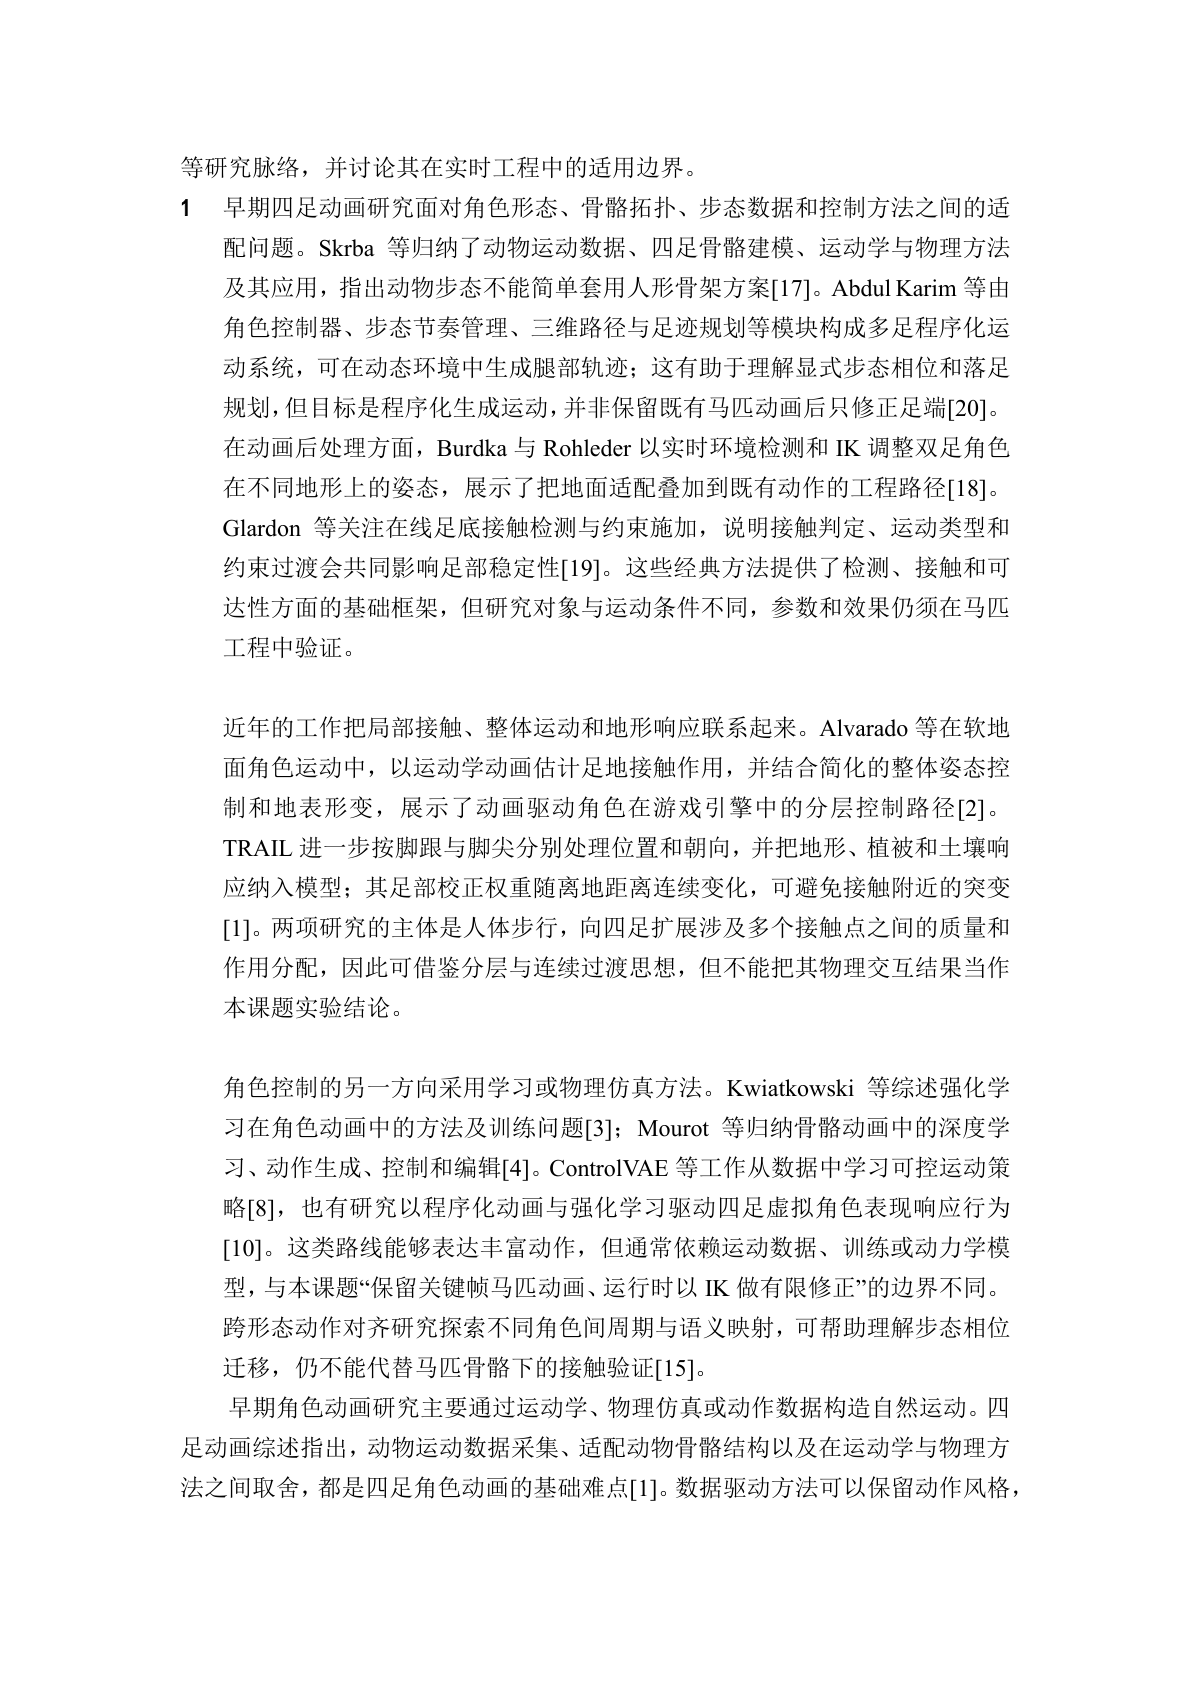 等研究脉络，并讨论其在实时工程中的适用边界。
1 早期四足动画研究面对角色形态、骨骼拓扑、步态数据和控制方法之间的适
配问题。Skrba 等归纳了动物运动数据、四足骨骼建模、运动学与物理方法
及其应用，指出动物步态不能简单套用人形骨架方案[17]。Abdul Karim 等由
角色控制器、步态节奏管理、三维路径与足迹规划等模块构成多足程序化运
动系统，可在动态环境中生成腿部轨迹；这有助于理解显式步态相位和落足
规划，但目标是程序化生成运动，并非保留既有马匹动画后只修正足端[20]。
在动画后处理方面，Burdka 与 Rohleder 以实时环境检测和 IK 调整双足角色
在不同地形上的姿态，展示了把地面适配叠加到既有动作的工程路径[18]。
Glardon 等关注在线足底接触检测与约束施加，说明接触判定、运动类型和
约束过渡会共同影响足部稳定性[19]。这些经典方法提供了检测、接触和可
达性方面的基础框架，但研究对象与运动条件不同，参数和效果仍须在马匹
工程中验证。
近年的工作把局部接触、整体运动和地形响应联系起来。Alvarado 等在软地
面角色运动中，以运动学动画估计足地接触作用，并结合简化的整体姿态控
制和地表形变，展示了动画驱动角色在游戏引擎中的分层控制路径[2]。
TRAIL 进一步按脚跟与脚尖分别处理位置和朝向，并把地形、植被和土壤响
应纳入模型；其足部校正权重随离地距离连续变化，可避免接触附近的突变
[1]。两项研究的主体是人体步行，向四足扩展涉及多个接触点之间的质量和
作用分配，因此可借鉴分层与连续过渡思想，但不能把其物理交互结果当作
本课题实验结论。
角色控制的另一方向采用学习或物理仿真方法。Kwiatkowski 等综述强化学
习在角色动画中的方法及训练问题[3]；Mourot 等归纳骨骼动画中的深度学
习、动作生成、控制和编辑[4]。ControlVAE 等工作从数据中学习可控运动策
略[8]，也有研究以程序化动画与强化学习驱动四足虚拟角色表现响应行为
[10]。这类路线能够表达丰富动作，但通常依赖运动数据、训练或动力学模
型，与本课题“保留关键帧马匹动画、运行时以 IK 做有限修正”的边界不同。
跨形态动作对齐研究探索不同角色间周期与语义映射，可帮助理解步态相位
迁移，仍不能代替马匹骨骼下的接触验证[15]。
早期角色动画研究主要通过运动学、物理仿真或动作数据构造自然运动。四
足动画综述指出，动物运动数据采集、适配动物骨骼结构以及在运动学与物理方
法之间取舍，都是四足角色动画的基础难点[1]。数据驱动方法可以保留动作风格，